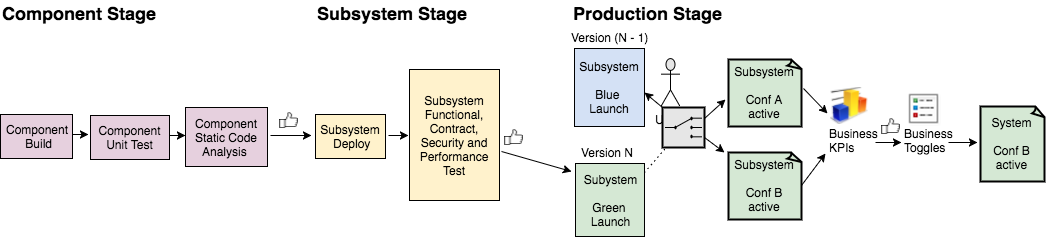 Component Stage
Subsystem Stage
Production Stage
Component
Build
Component
Unit Test
Component
Static Code
Analysis
Subsystem
Deploy
Subsystem
Functional,
Contract,
Security and
Performance
Test
Version (N - 1)
Subsystem
Blue
Launch
Version N
Subsystem
Green
Launch
U
Subsystem
Conf A
active
Subsystem
Conf B
active
Business
KPIs
Business
Toggles
System
Conf B
active